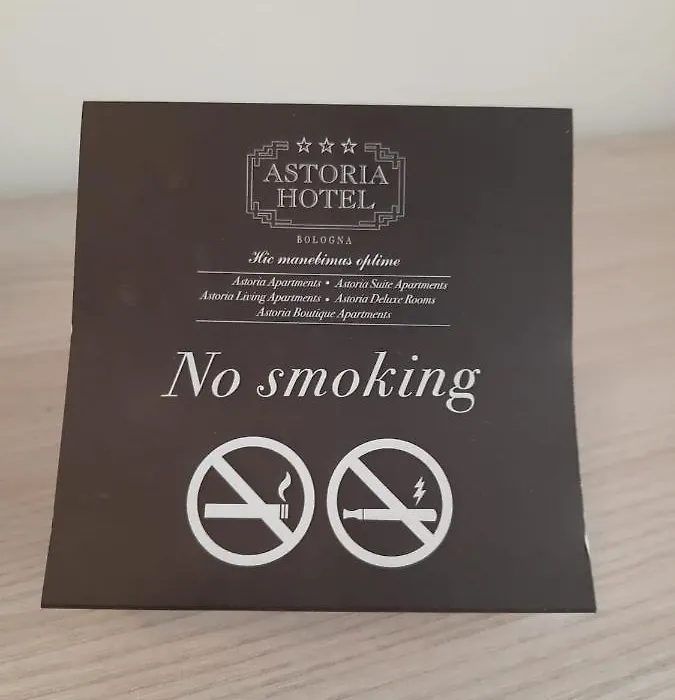 ASTORIA
HOTEL
BOLOGNA
Hic manebimus optime
Astoria Apartments • Astoria Suite Apartments
Astoria Living Apartments • Astoria Deluxe Rooms
Astoria Boutique Apartments
No smoking